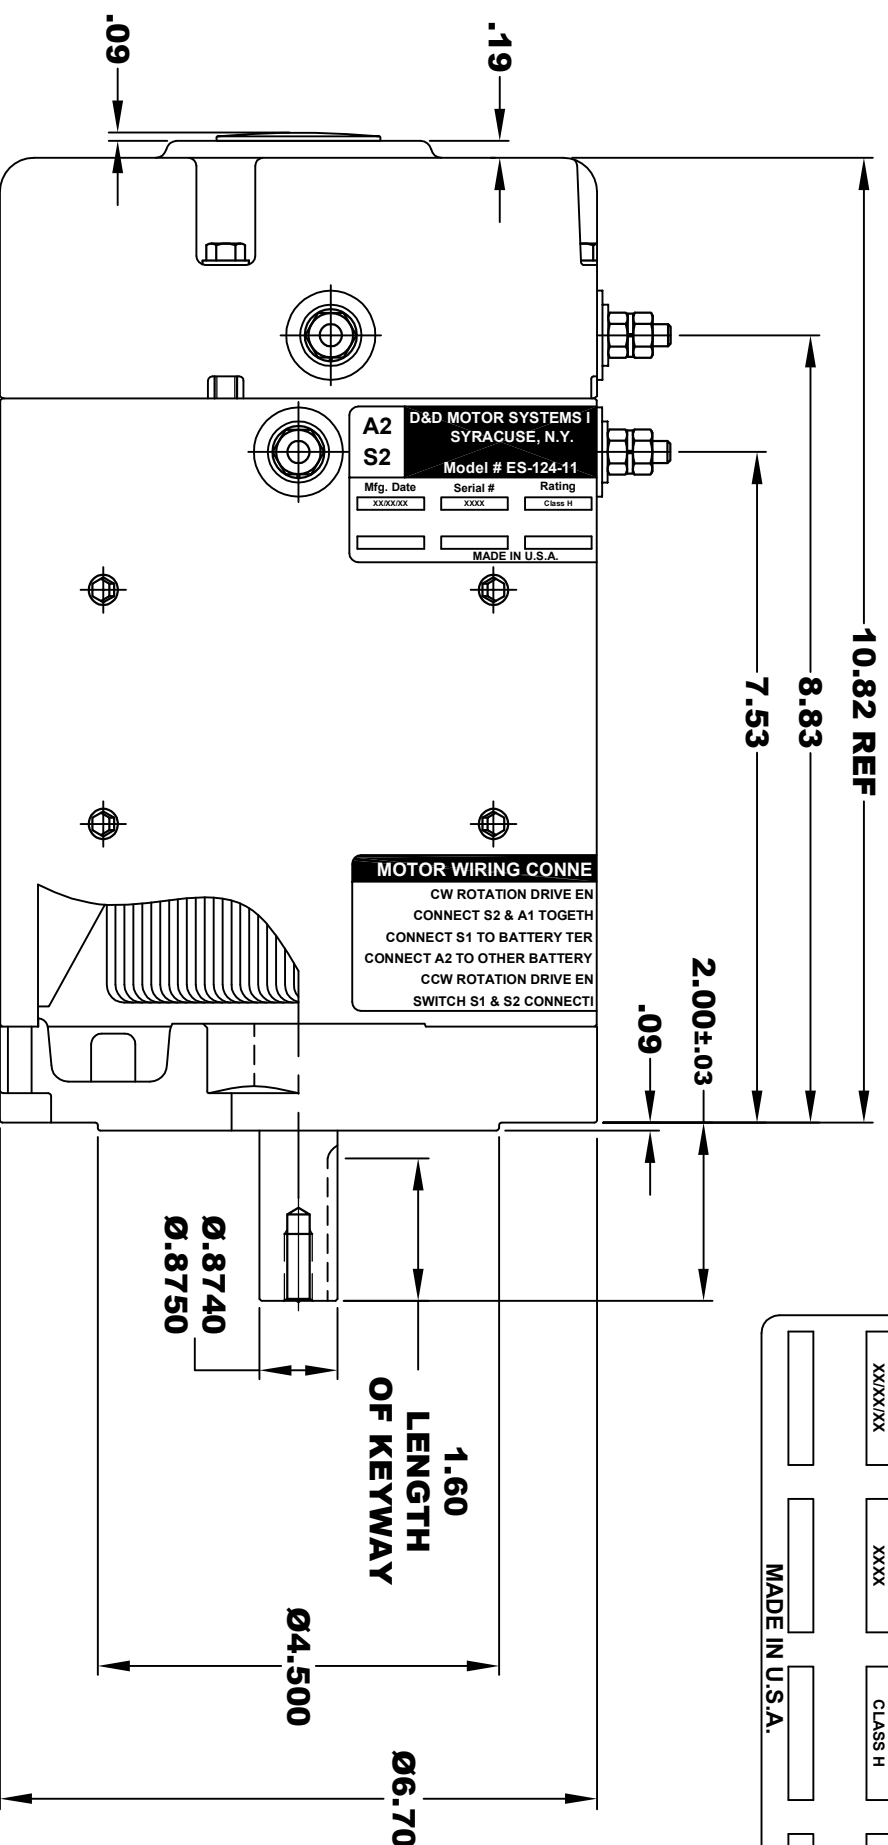 .09
.19
10.82 REF
8.83
7.53
A2
S2
D&D MOTOR SYSTEMS I
SYRACUSE, N.Y.
Model # ES-124-11
Mfg. Date Serial # Rating
XX/XX/XX XXXX Class H
MADE IN U.S.A.
MOTOR WIRING CONNE
CW ROTATION DRIVE EN
CONNECT S2 & A1 TOGETH
CONNECT S1 TO BATTERY TER
CONNECT A2 TO OTHER BATTERY
CCW ROTATION DRIVE EN
SWITCH S1 & S2 CONNECTI
2.00±.03
.09
Ø.8740
Ø.8750
1.60
LENGTH
OF KEYWAY
Ø4.500
Ø6.70
XX/XX/XX XXXX CLASS H
MADE IN U.S.A.